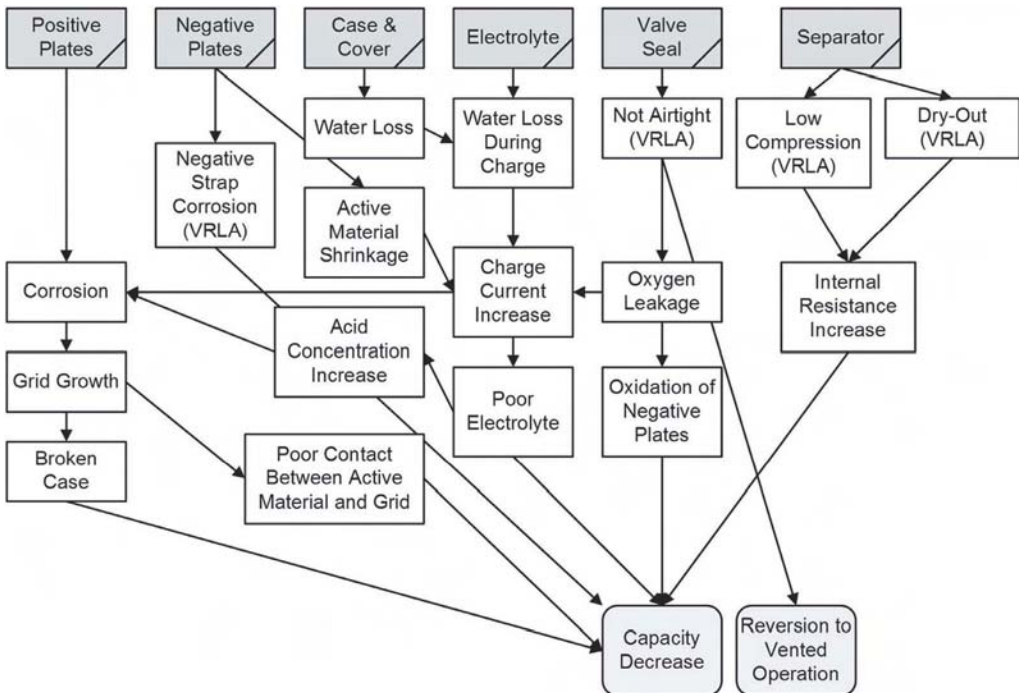 Positive
Plates
Negative
Plates
Case &
Cover
Electrolyte
Valve
Seal
Separator
Water Loss
Water Loss
During
Charge
Not Airtight
(VRLA)
Low
Compression
(VRLA)
Dry-Out
(VRLA)
Negative
Strap
Corrosion
(VRLA)
Active
Material
Shrinkage
Corrosion
Charge
Current
Increase
Oxygen
Leakage
Internal
Resistance
Increase
Acid
Concentration
Increase
Grid Growth
Poor
Electrolyte
Oxidation of
Negative
Plates
Broken
Case
Poor Contact
Between Active
Material and Grid
Capacity
Decrease
Reversion to
Vented
Operation